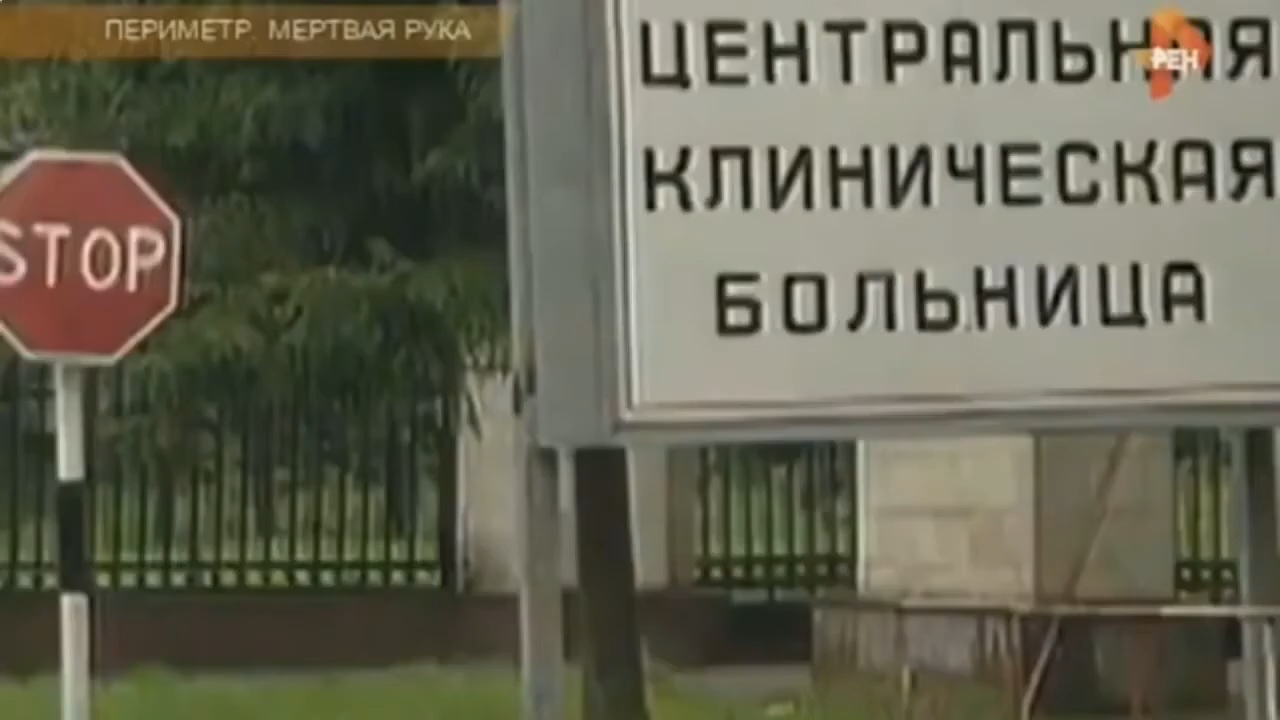 ПЕРИМЕТР. МЕРТВАЯ РУКА
STOP
ЦЕНТРАЛЬНАЯ
КЛИНИЧЕСКАЯ
БОЛЬНИЦА
РЕН